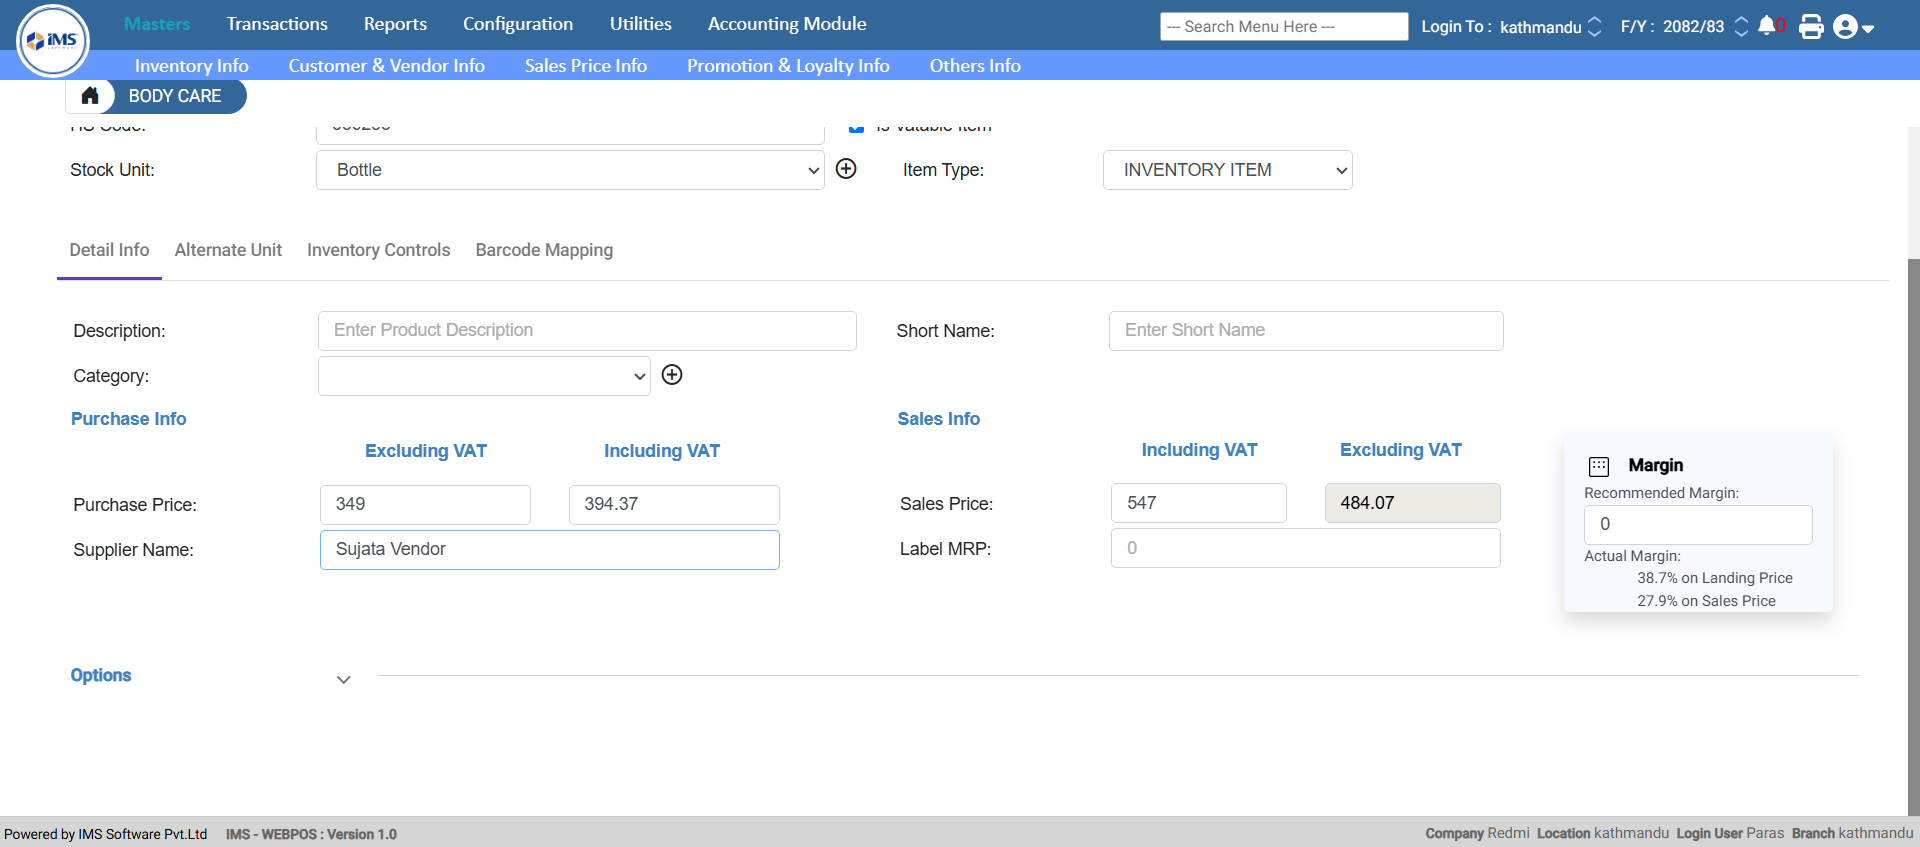 iMS
Masters Transactions Reports Configuration Utilities Accounting Module
--- Search Menu Here --- Login To : kathmandu F/Y : 2082/83 0
Inventory Info Customer & Vendor Info Sales Price Info Promotion & Loyalty Info Others Info
BODY CARE
Stock Unit: Bottle Item Type: INVENTORY ITEM
Detail Info Alternate Unit Inventory Controls Barcode Mapping
Description: Enter Product Description Short Name: Enter Short Name
Category:
Purchase Info Sales Info
Excluding VAT Including VAT Including VAT Excluding VAT
Margin
Recommended Margin:
Purchase Price: 349 394.37 Sales Price: 547 484.07
0
Supplier Name: Sujata Vendor Label MRP: 0
Actual Margin:
38.7% on Landing Price
27.9% on Sales Price
Options
Powered by IMS Software Pvt.Ltd IMS - WEBPOS : Version 1.0 Company Redmi Location kathmandu Login User Paras Branch kathmandu